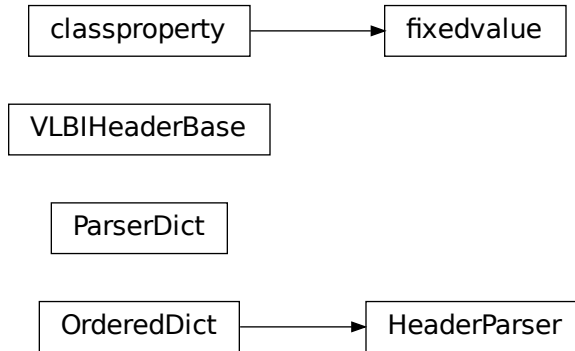 classproperty
fixedvalue
VLBIHeaderBase
ParserDict
OrderedDict
HeaderParser